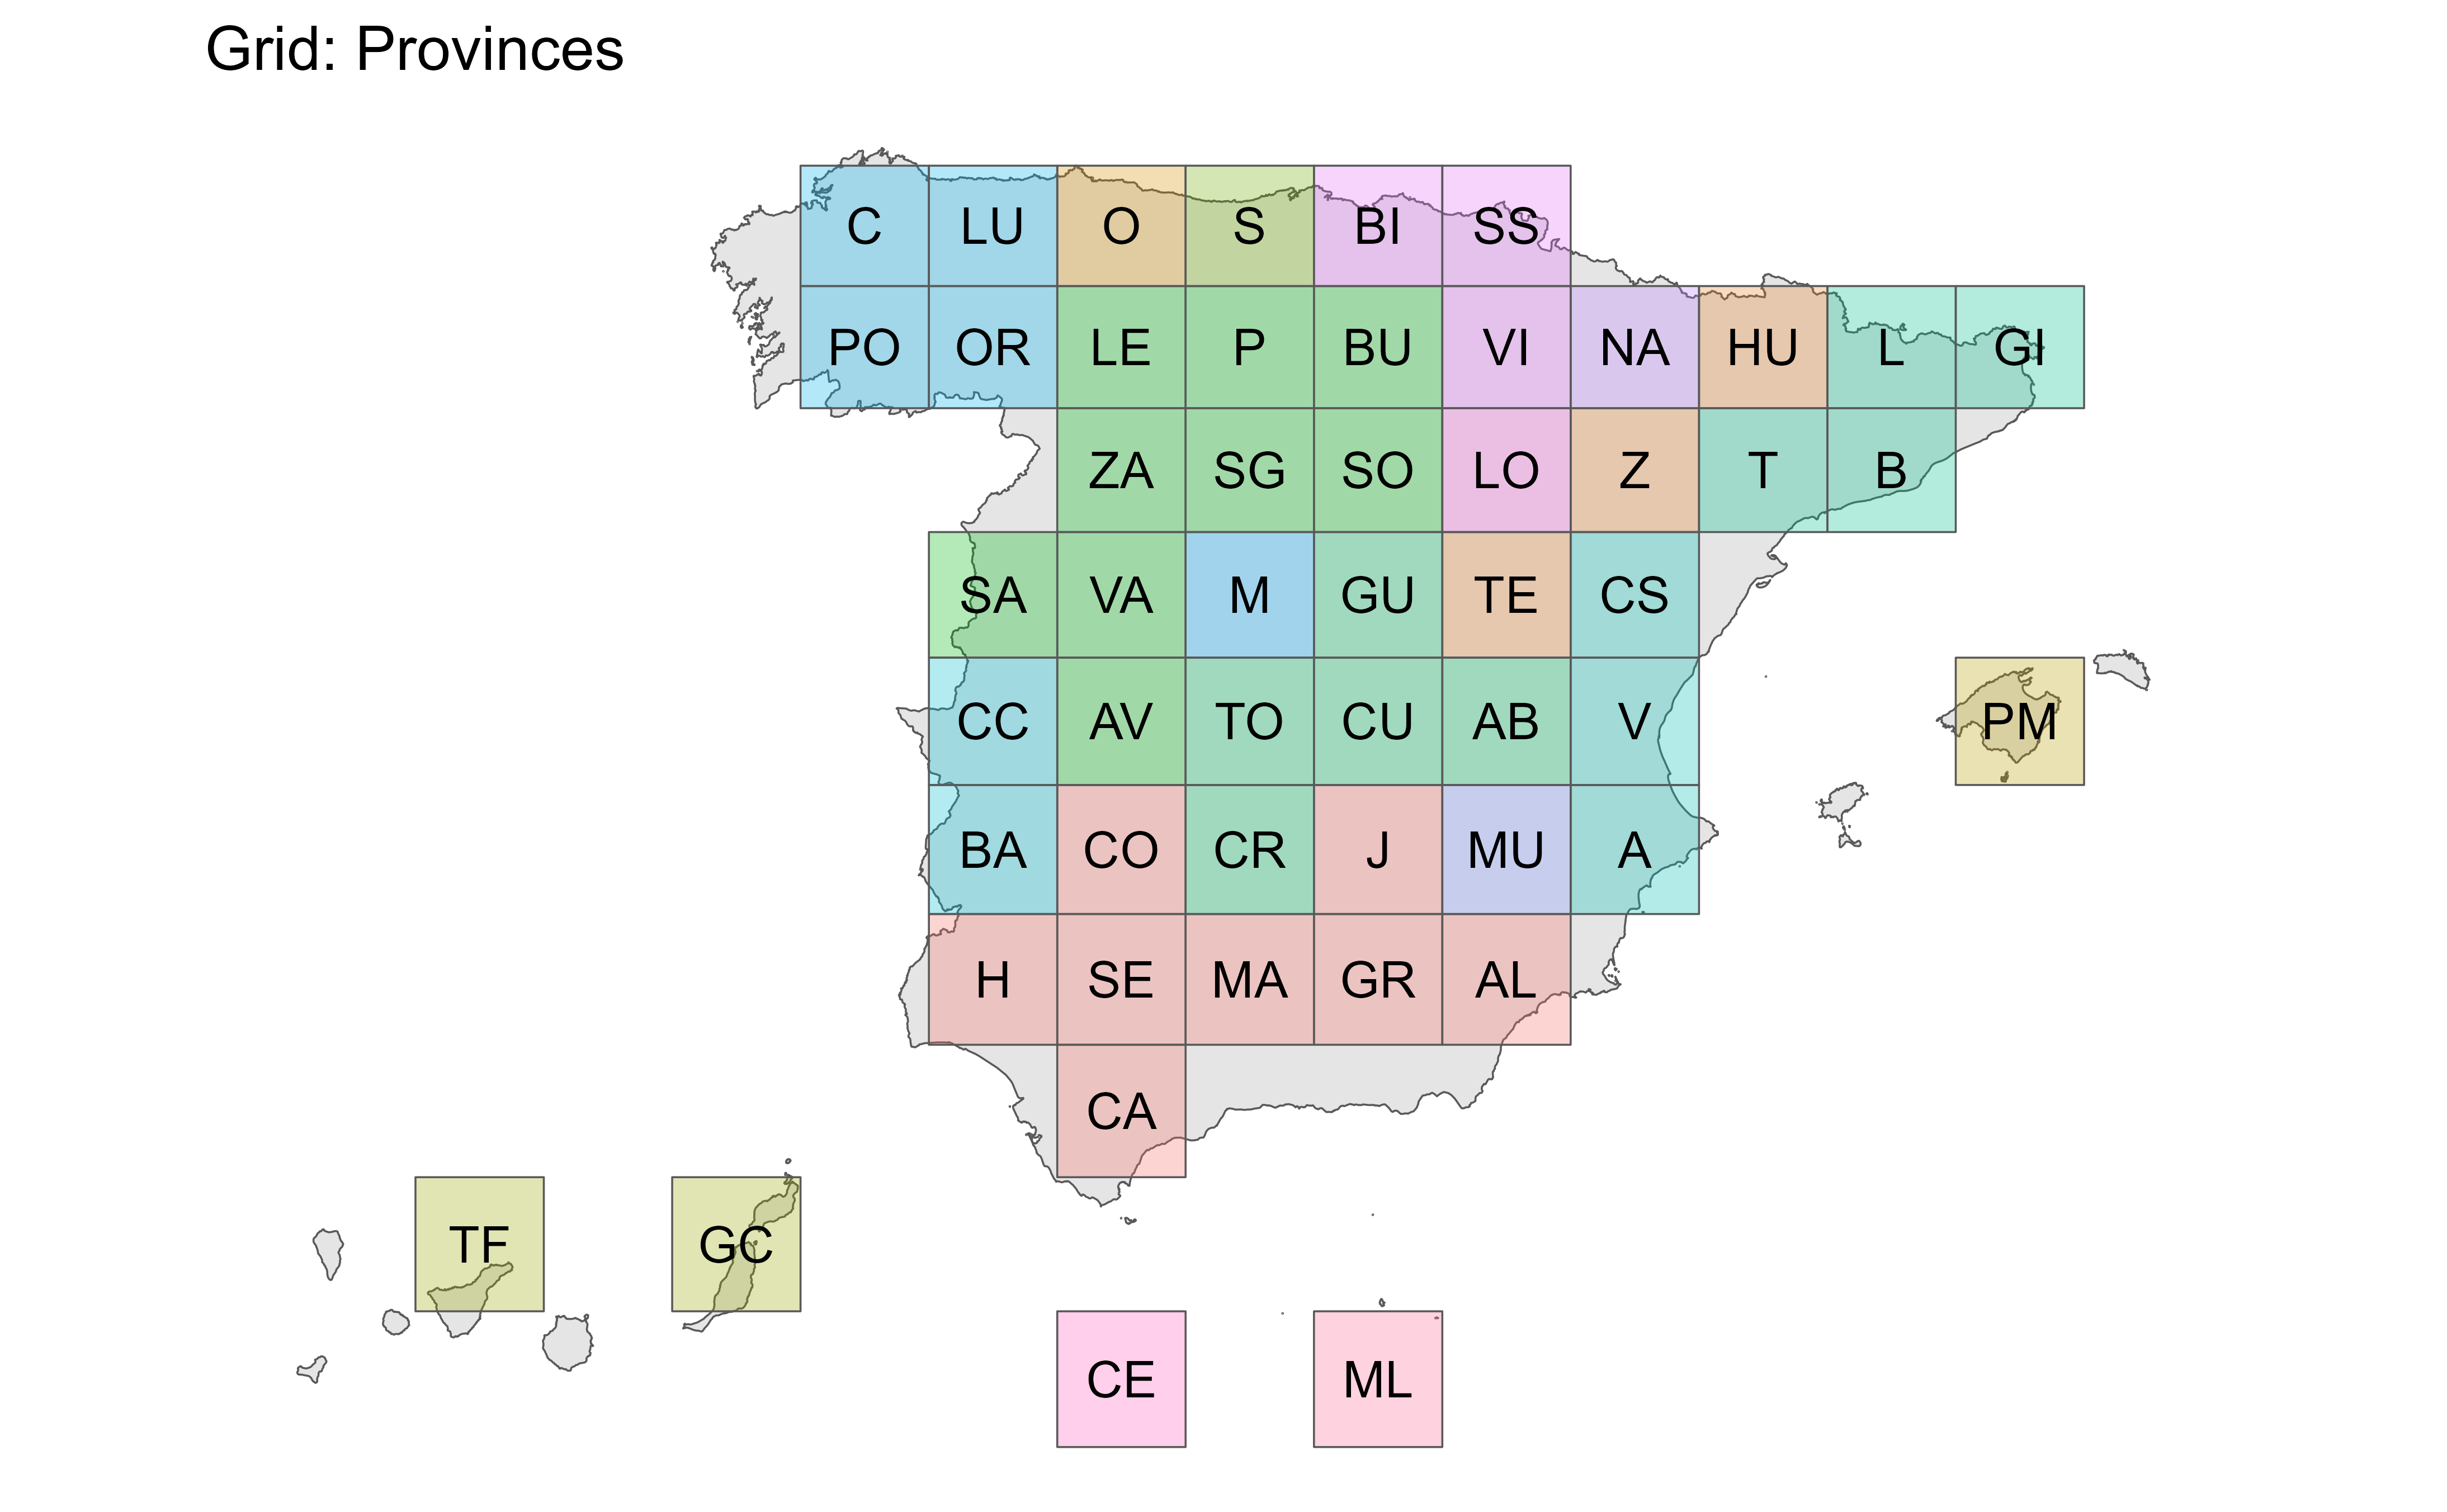 Grid: Provinces
C LU O S BI SS
PO OR LE P BU VI NA HU L GI
ZA SG SO LO Z T B
SA VA M GU TE CS
CC AV TO CU AB V PM
BA CO CR J MU A
H SE MA GR AL
CA
TF GC
CE ML